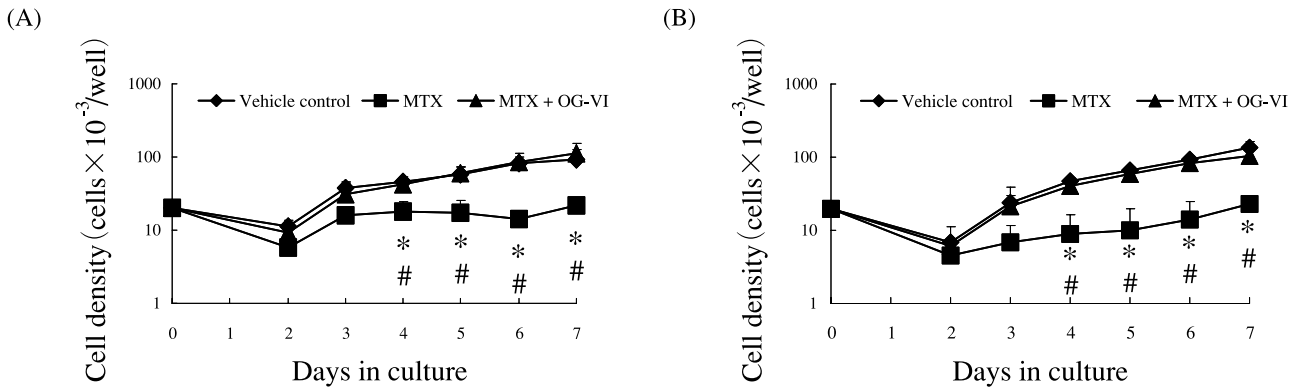 (A)
Cell density (cells×10⁻³/well)
1000
100
10
1
Vehicle control MTX MTX + OG-VI
* * * *
# # # #
0 1 2 3 4 5 6 7
Days in culture
(B)
Cell density (cells×10⁻³/well)
1000
100
10
1
Vehicle control MTX MTX + OG-VI
* * * *
# # # #
0 1 2 3 4 5 6 7
Days in culture